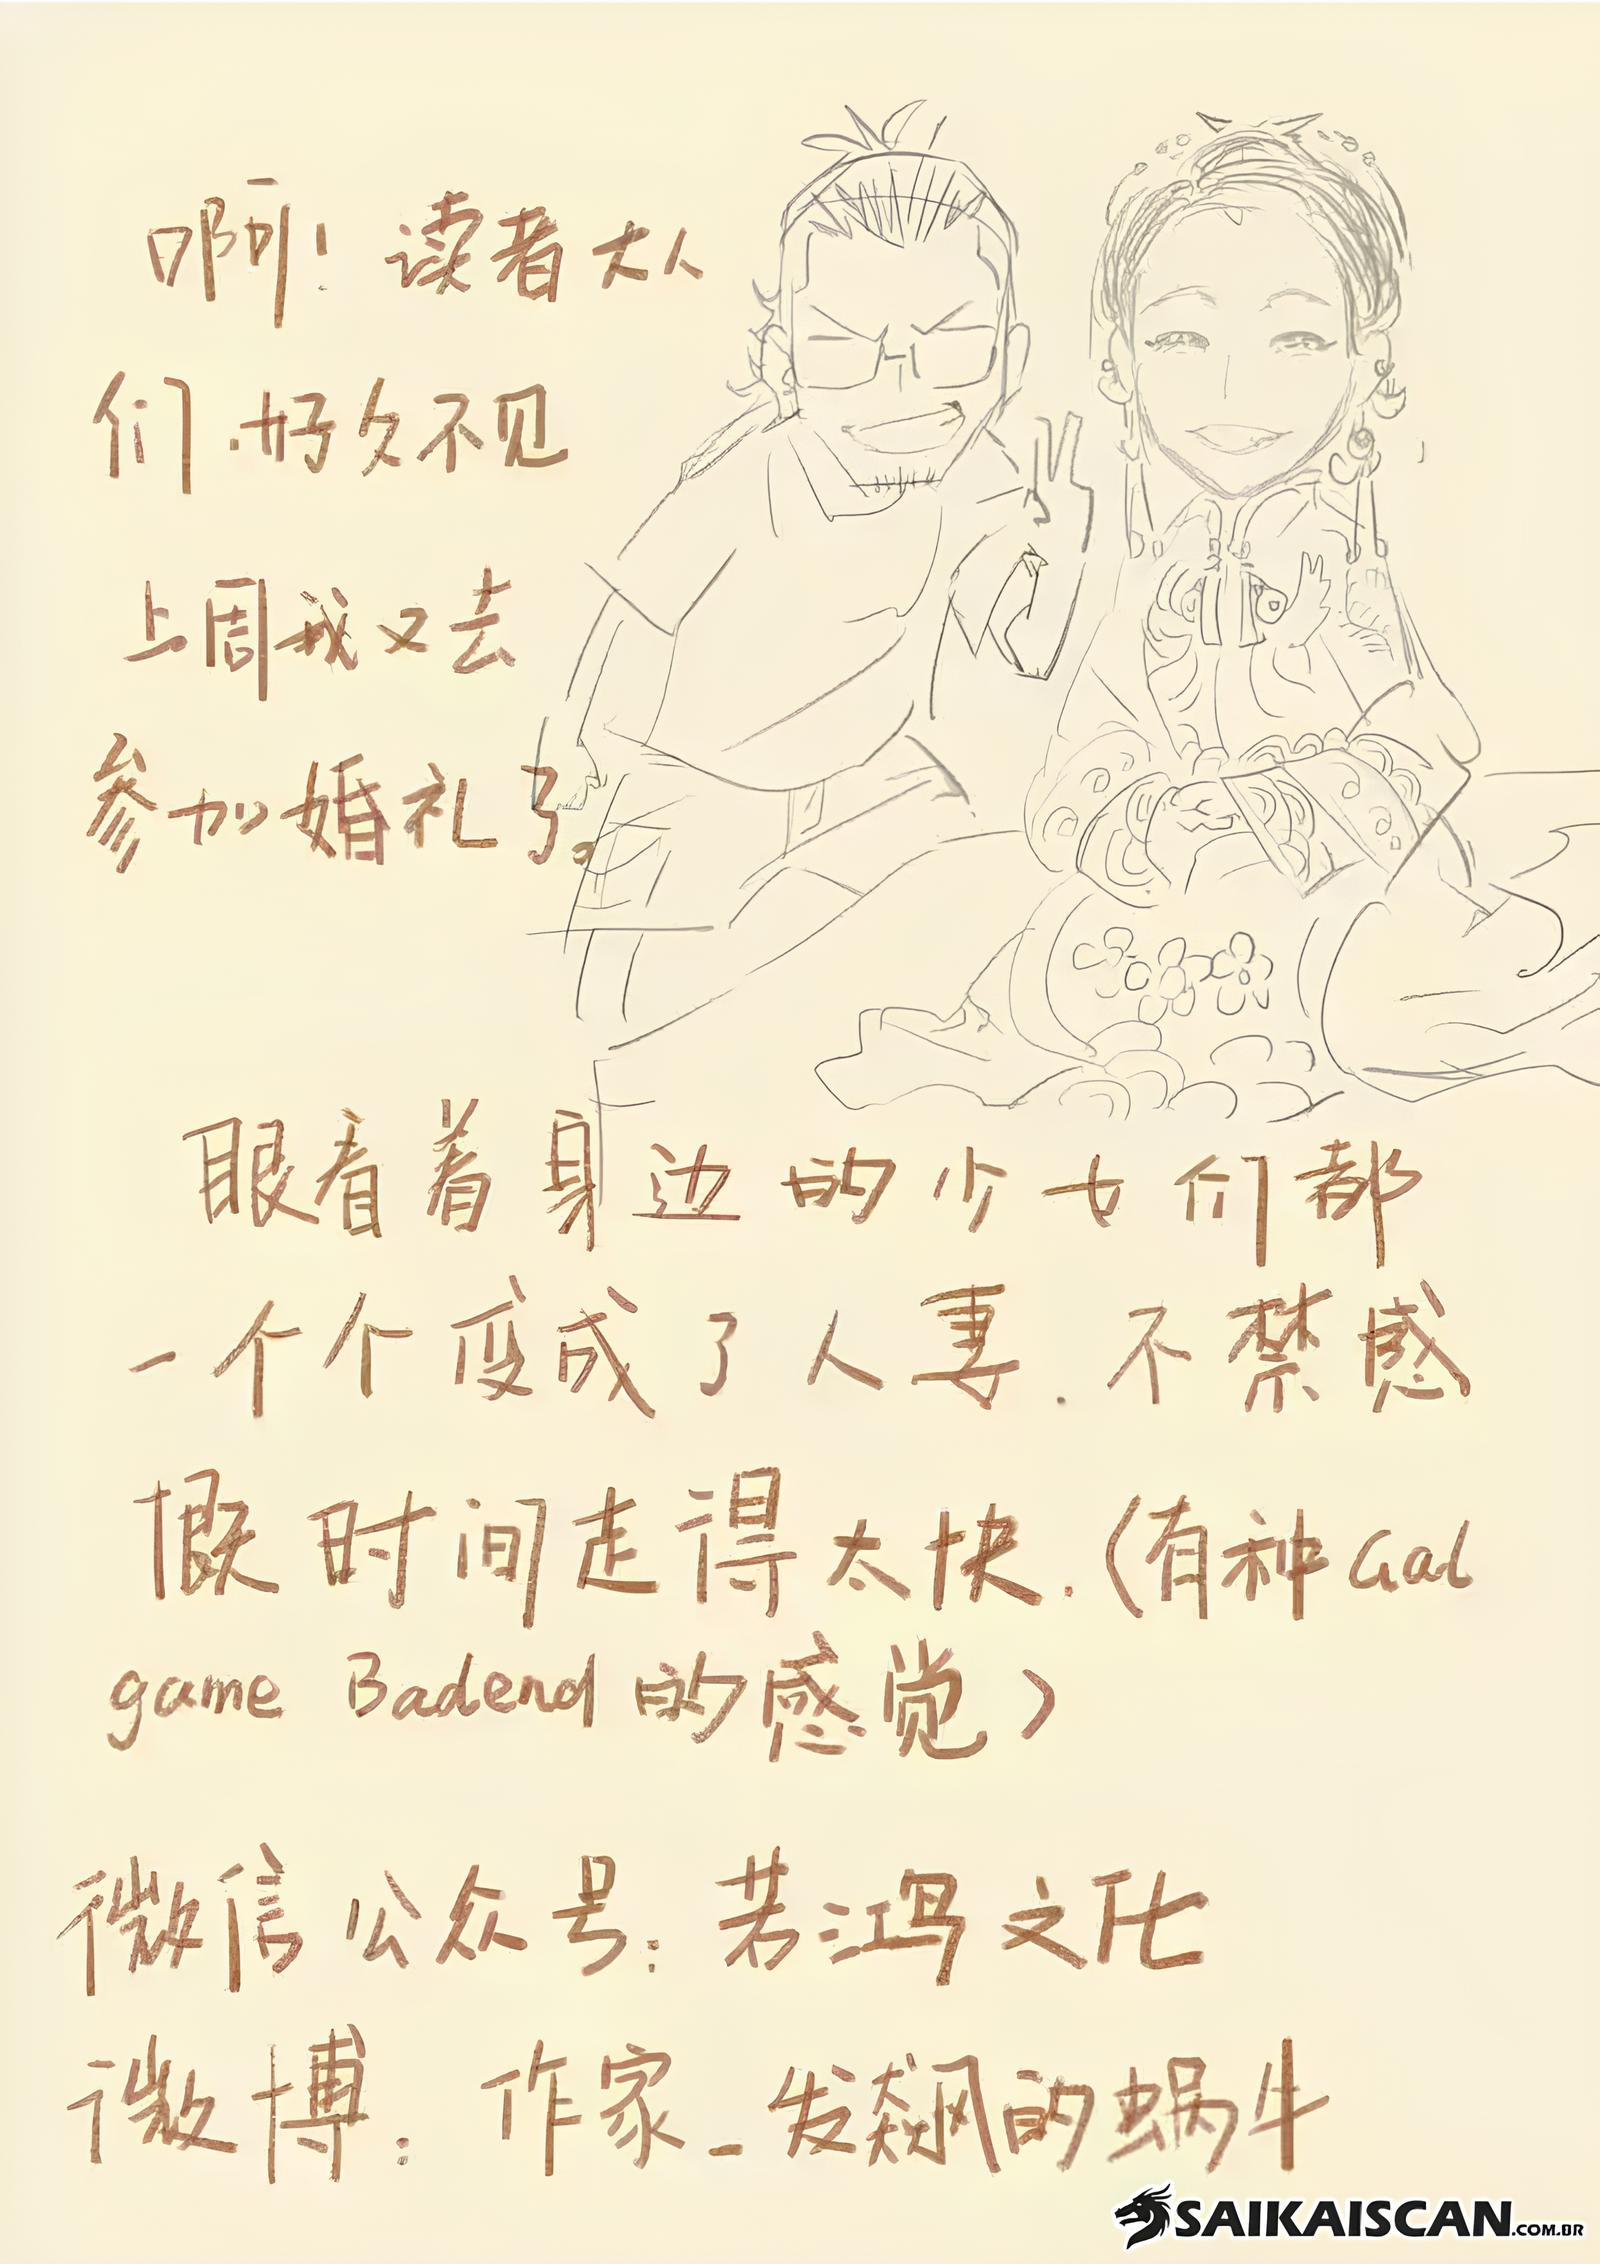 啊！读者大人
们.好久不见
上周我又去
参加婚礼了。
眼看着身边的少女们都
一个个变成了人妻.不禁感
慨时间走得太快.(有种Gal
game Badend的感觉)
微信公众号:若鸿文化
微博:作家_发飙的蜗牛
SAIKAISCAN.COM.BR